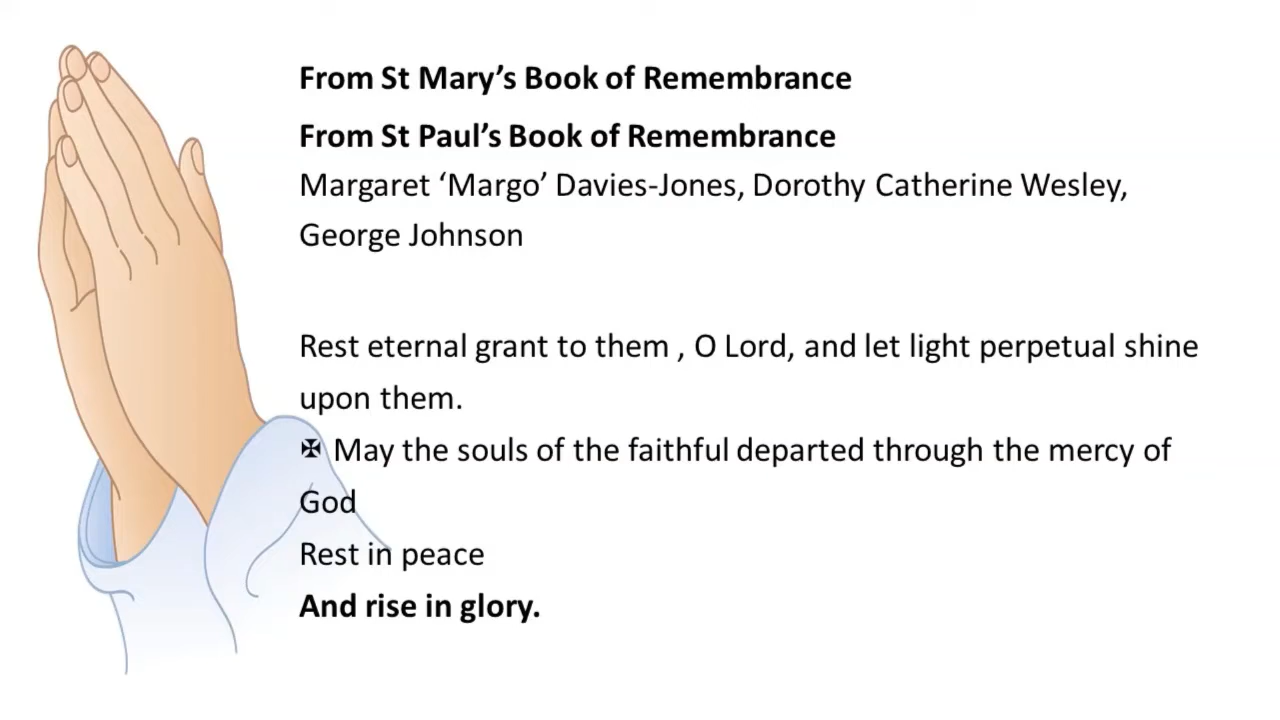 From St Mary’s Book of Remembrance
From St Paul’s Book of Remembrance
Margaret ‘Margo’ Davies-Jones, Dorothy Catherine Wesley,
George Johnson
Rest eternal grant to them , O Lord, and let light perpetual shine
upon them.
✠ May the souls of the faithful departed through the mercy of
God
Rest in peace
And rise in glory.